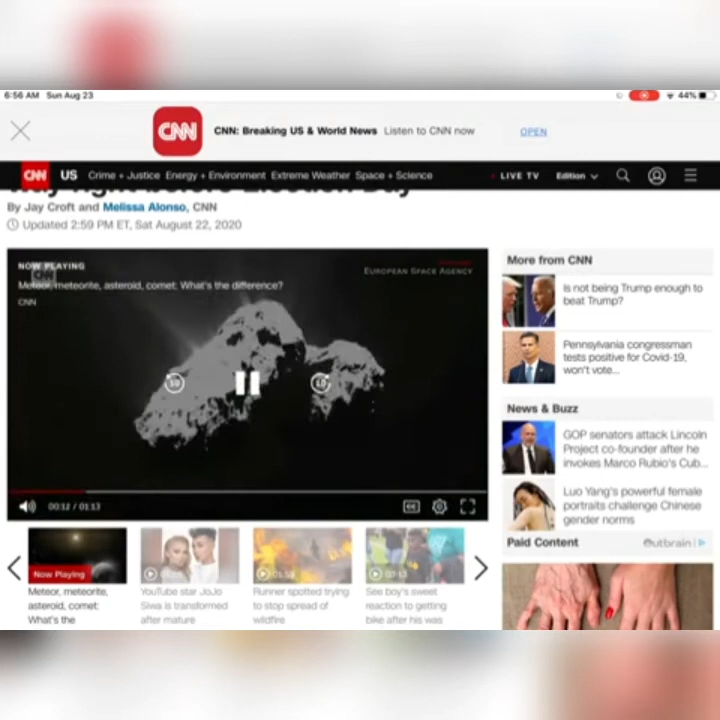 6:56 AM Sun Aug 23
44%
CNN
CNN: Breaking US & World News Listen to CNN now
OPEN
CNN US Crime + Justice Energy + Environment Extreme Weather Space + Science
LIVE TV Edition
way right before Election Day
By Jay Croft and Melissa Alonso, CNN
Updated 2:59 PM ET, Sat August 22, 2020
NOW PLAYING
CNN
Meteor, meteorite, asteroid, comet: What's the difference?
CNN
EUROPEAN SPACE AGENCY
10
10
00:12 / 01:13
CC
Now Playing
Meteor, meteorite,
asteroid, comet:
What's the
YouTube star JoJo
Siwa is transformed
after mature
Runner spotted trying
to stop spread of
wildfire
See boy's sweet
reaction to getting
bike after his was
More from CNN
Is not being Trump enough to
beat Trump?
Pennsylvania congressman
tests positive for Covid-19,
won't vote...
News & Buzz
GOP senators attack Lincoln
Project co-founder after he
invokes Marco Rubio's Cub...
Luo Yang's powerful female
portraits challenge Chinese
gender norms
Paid Content
Outbrain